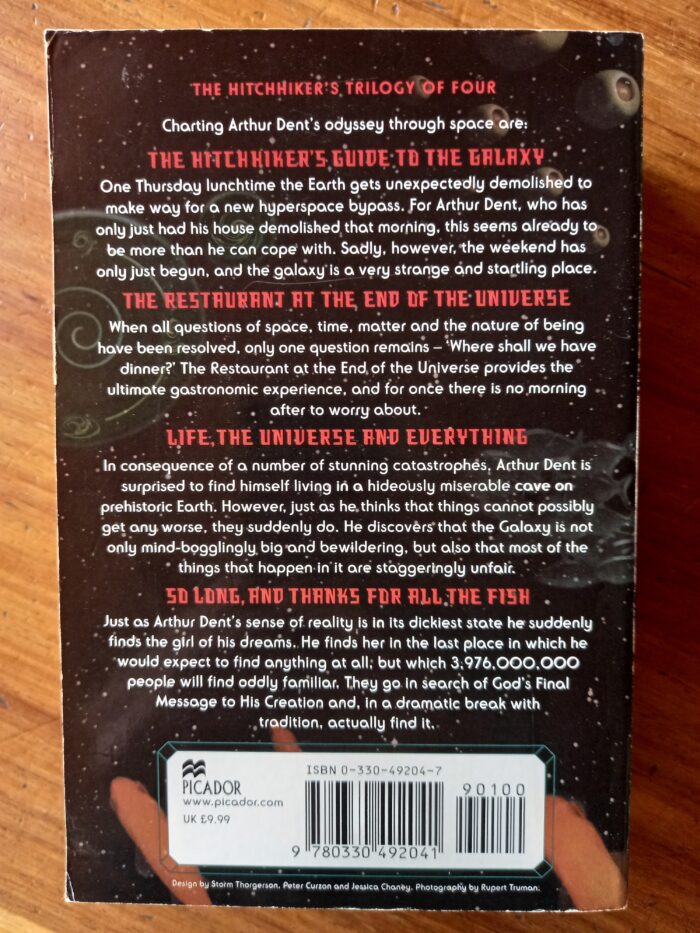 THE HITCHHIKER'S TRILOGY OF FOUR
Charting Arthur Dent's odyssey through space are:
THE HITCHHIKER'S GUIDE TO THE GALAXY
One Thursday lunchtime the Earth gets unexpectedly demolished to
make way for a new hyperspace bypass. For Arthur Dent, who has
only just had his house demolished that morning, this seems already to
be more than he can cope with. Sadly, however, the weekend has
only just begun, and the galaxy is a very strange and startling place.
THE RESTAURANT AT THE END OF THE UNIVERSE
When all questions of space, time, matter and the nature of being
have been resolved, only one question remains – 'Where shall we have
dinner?' The Restaurant at the End of the Universe provides the
ultimate gastronomic experience, and for once there is no morning
after to worry about.
LIFE, THE UNIVERSE AND EVERYTHING
In consequence of a number of stunning catastrophes, Arthur Dent is
surprised to find himself living in a hideously miserable cave on
prehistoric Earth. However, just as he thinks that things cannot possibly
get any worse, they suddenly do. He discovers that the Galaxy is not
only mind-bogglingly big and bewildering, but also that most of the
things that happen in it are staggeringly unfair.
SO LONG, AND THANKS FOR ALL THE FISH
Just as Arthur Dent's sense of reality is in its dickiest state he suddenly
finds the girl of his dreams. He finds her in the last place in which he
would expect to find anything at all, but which 3,976,000,000
people will find oddly familiar. They go in search of God's Final
Message to His Creation and, in a dramatic break with
tradition, actually find it.
PICADOR
www.picador.com
UK £9.99
ISBN 0-330-49204-7
90100
9 780330 492041
Design by Storm Thorgerson, Peter Curzon and Jessica Chaney. Photography by Rupert Truman.